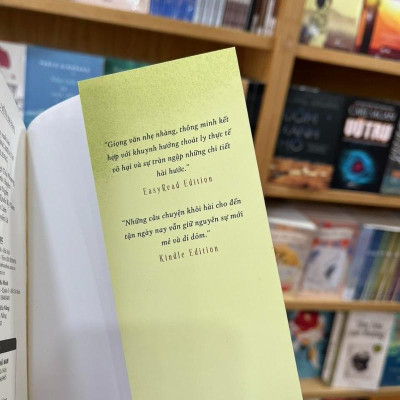 "Giọng văn nhẹ nhàng, thông minh kết
hợp với khuynh hướng thoát ly thực tế
vô hại và sự tràn ngập những chi tiết
hài hước."
EasyRead Edition
"Những câu chuyện khôi hài cho đến
tận ngày nay vẫn giữ nguyên sự mới
mẻ và dí dỏm."
Kindle Edition
VŨ TRỤ